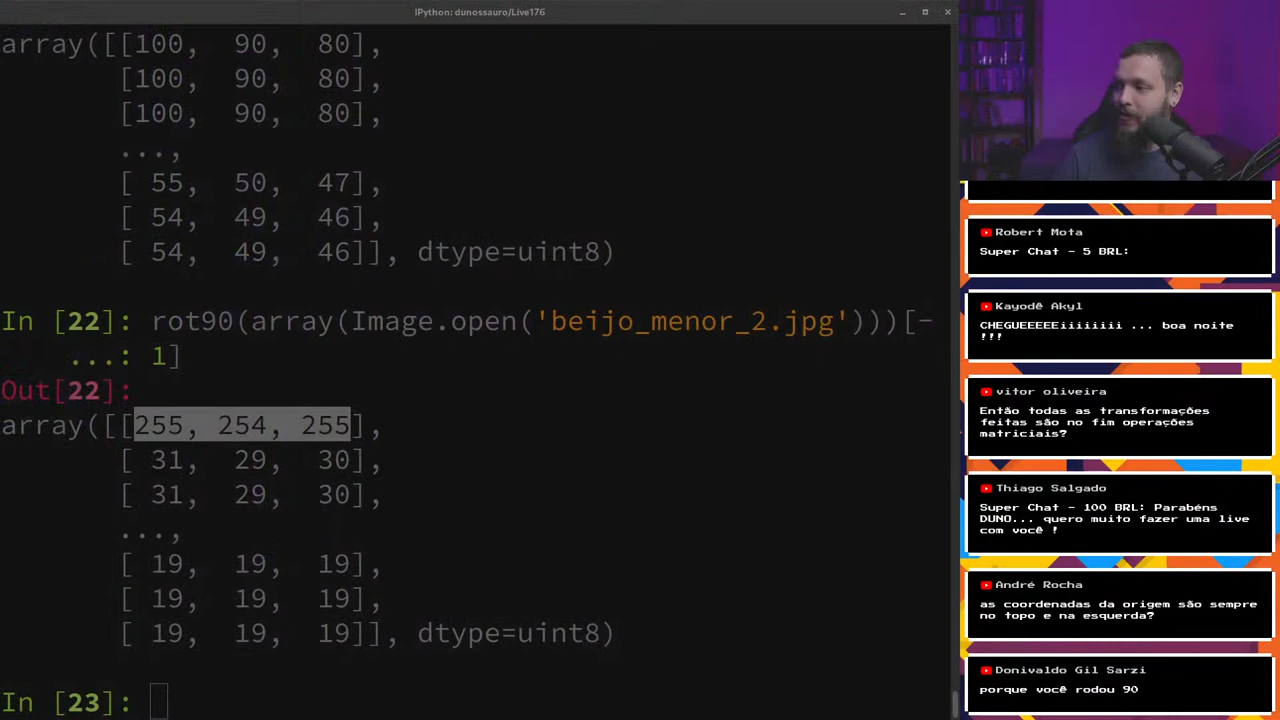 IPython: dunossauro/Live176
array([[100, 90, 80],
[100, 90, 80],
[100, 90, 80],
...,
[ 55, 50, 47],
[ 54, 49, 46],
[ 54, 49, 46]], dtype=uint8)
In [22]: rot90(array(Image.open('beijo_menor_2.jpg')))[-
...: 1]
Out[22]:
array([[255, 254, 255],
[ 31, 29, 30],
[ 31, 29, 30],
...,
[ 19, 19, 19],
[ 19, 19, 19],
[ 19, 19, 19]], dtype=uint8)
In [23]:
Robert Mota
Super Chat - 5 BRL:
Kayodê Akyl
CHEGUEEEEEiiiiiiii ... boa noite
!!!
vitor oliveira
Então todas as transformações
feitas são no fim operações
matriciais?
Thiago Salgado
Super Chat - 100 BRL: Parabéns
DUNO... quero muito fazer uma live
com você !
André Rocha
as coordenadas da origem são sempre
no topo e na esquerda?
Donivaldo Gil Sarzi
porque você rodou 90